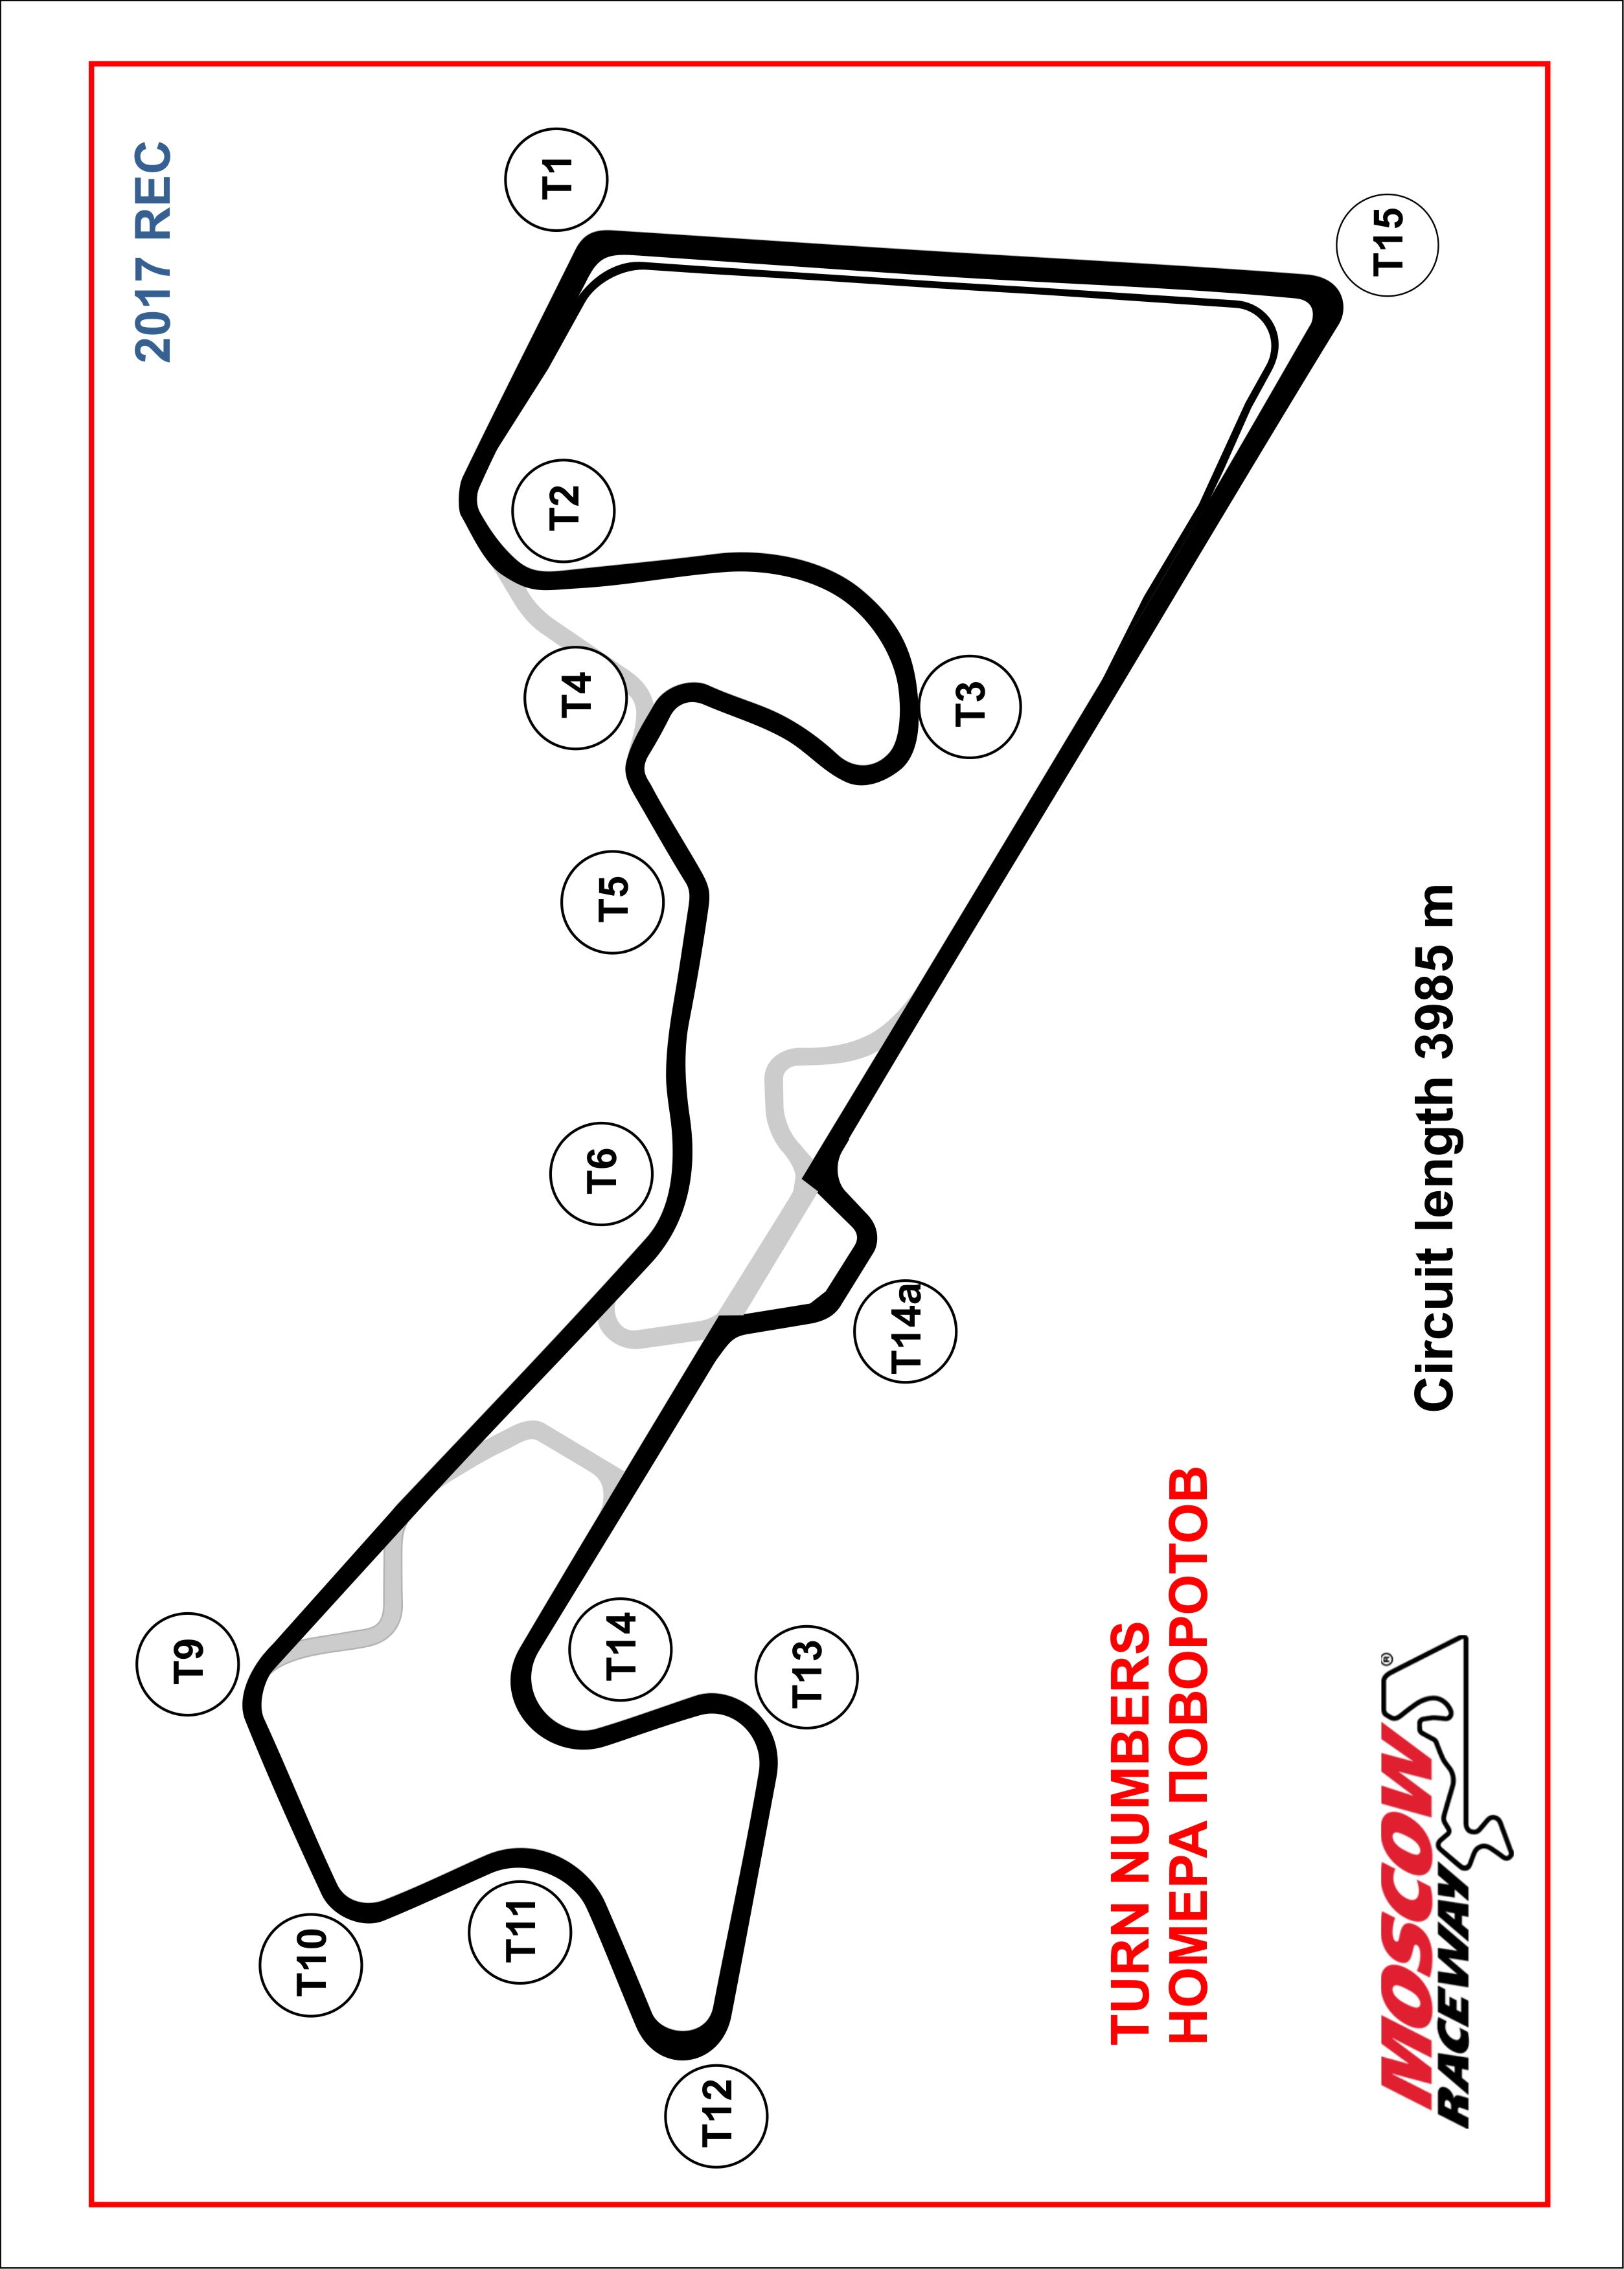 2017 REC
T1
T2
T3
T4
T5
T6
T9
T10
T11
T12
T13
T14
T14a
T15
Circuit length 3985 m
TURN NUMBERS
НОМЕРА ПОВОРОТОВ
MOSCOW ®
RACEWAY